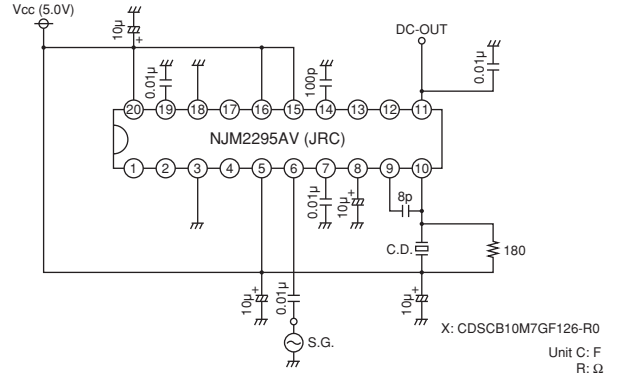 Vcc (5.0V)
10µ
+
DC-OUT
0.01µ
100p
0.01µ
20 19 18 17 16 15 14 13 12 11
NJM2295AV (JRC)
1 2 3 4 5 6 7 8 9 10
0.01µ
10µ
+
8p
C.D.
180
10µ
+
0.01µ
10µ
+
S.G.
X: CDSCB10M7GF126-R0
Unit C: F
R: Ω